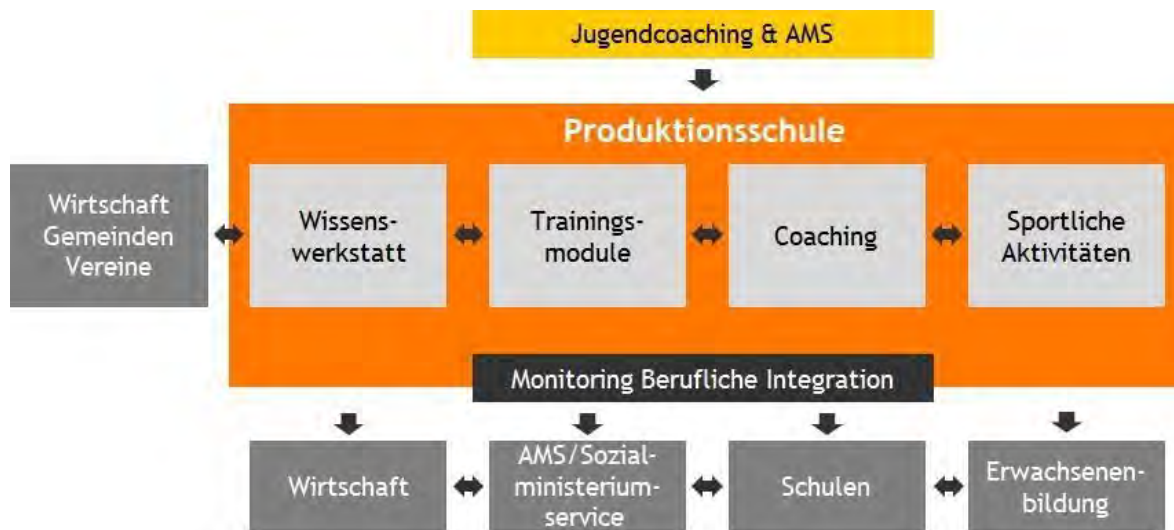 Jugendcoaching & AMS
Produktionsschule
Wirtschaft
Gemeinden
Vereine
Wissens-
werkstatt
Trainings-
module
Coaching
Sportliche
Aktivitäten
Monitoring Berufliche Integration
Wirtschaft
AMS/Sozial-
ministerium-
service
Schulen
Erwachsenen-
bildung